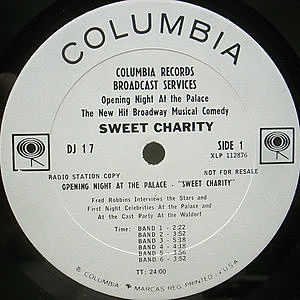 COLUMBIA
COLUMBIA RECORDS
BROADCAST SERVICES
Opening Night At the Palace
The New Hit Broadway Musical Comedy
SWEET CHARITY
DJ 17
SIDE 1
XLP 112876
RADIO STATION COPY
NOT FOR RESALE
OPENING NIGHT AT THE PALACE - "SWEET CHARITY"
Fred Robbins Interviews the Stars and
First Night Celebrities At the Palace and
At the Cast Party At the Waldorf
Time: BAND 1 - 2:22
BAND 2 - 3:52
BAND 3 - 5:18
BAND 4 - 4:18
BAND 5 - 3:52
BAND 6 - 3:52
TT: 24:00
® COLUMBIA MARCAS REG. PRINTED U.S.A.